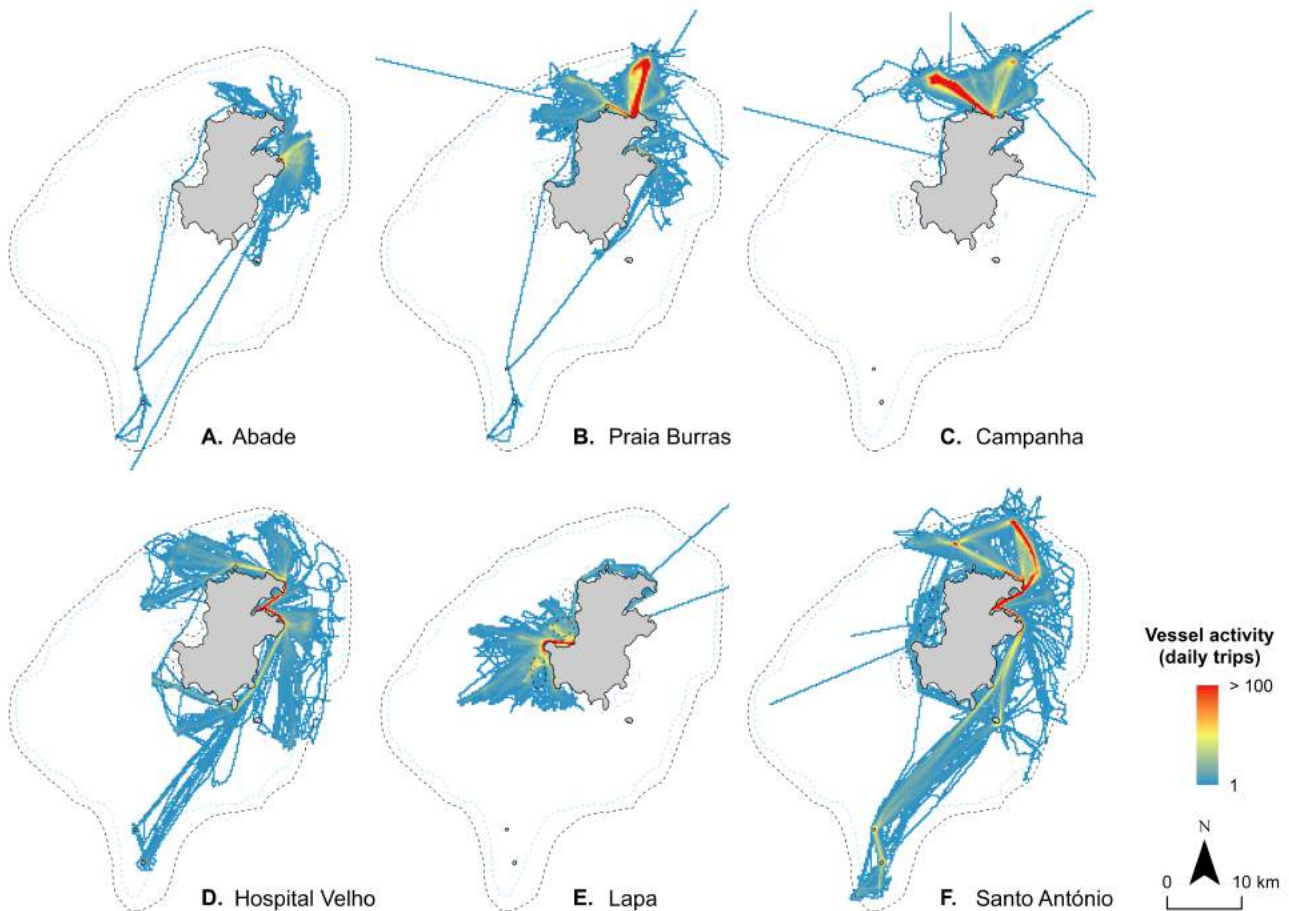 A. Abade
B. Praia Burras
C. Campanha
D. Hospital Velho
E. Lapa
F. Santo António
Vessel activity
(daily trips)
> 100
1
N
0 10 km